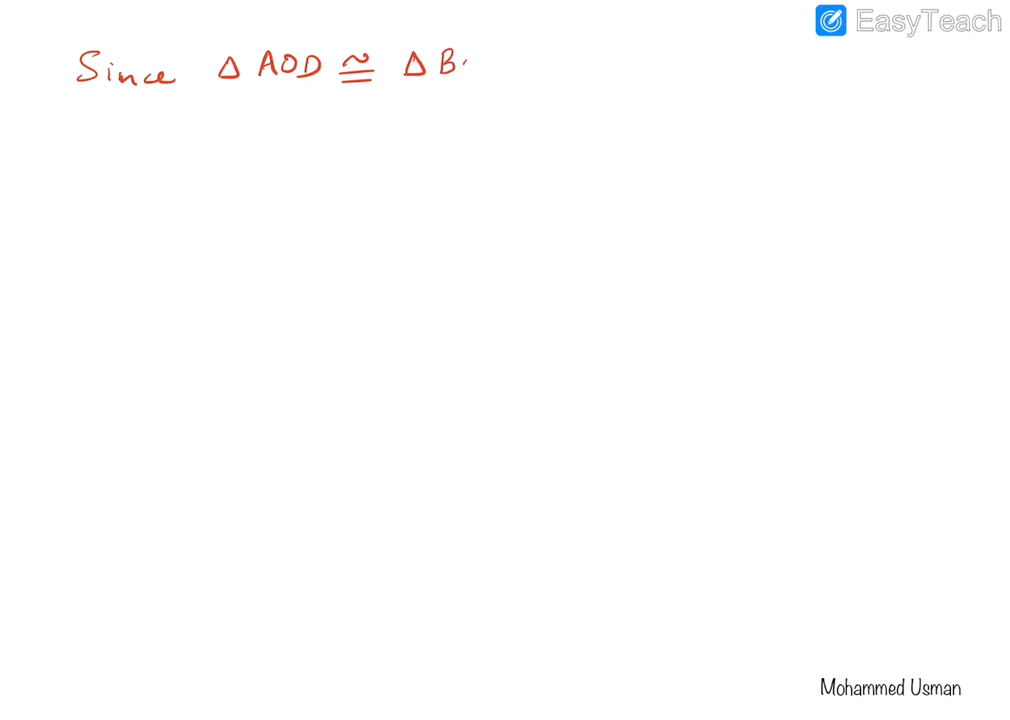 EasyTeach
Since Δ AOD ≅ Δ B
Mohammed Usman